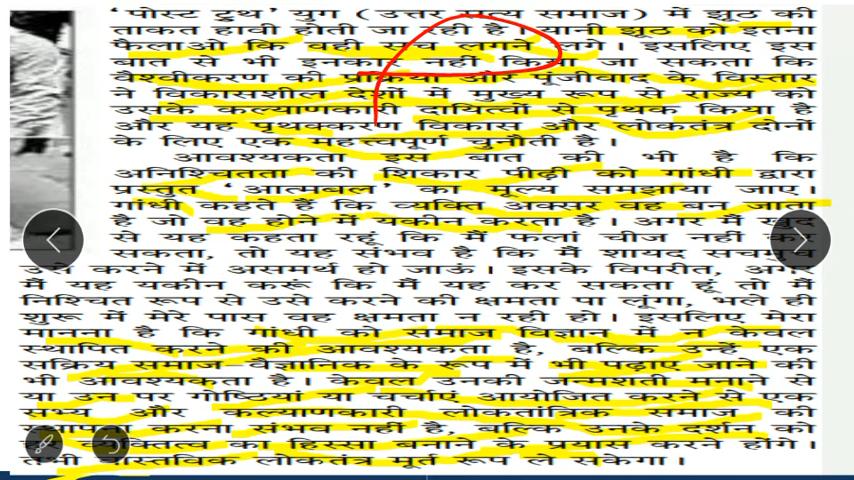 ‘पोस्ट ट्रुथ’ युग (उत्तर सत्य समाज) में झूठ की
ताकत हावी होती जा रही है। यानी झूठ को इतना
फैलाओ कि वही सच लगने लगे। इसलिए इस
बात से भी इनकार नहीं किया जा सकता कि
वैश्वीकरण की प्रक्रिया और पूंजीवाद के विस्तार
ने विकासशील देशों में मुख्य रूप से राज्य को
उसके कल्याणकारी दायित्वों से पृथक किया है
और यह पृथक्करण विकास और लोकतंत्र दोनों
के लिए एक महत्त्वपूर्ण चुनौती है।
आवश्यकता इस बात की भी है कि
अनिश्चितता की शिकार पीढ़ी को गांधी द्वारा
प्रस्तुत ‘आत्मबल’ का मूल्य समझाया जाए।
गांधी कहते हैं कि व्यक्ति अक्सर वह बन जाता
है जो वह होने में यकीन करता है। अगर मैं खुद
से यह कहता रहूं कि मैं फलां चीज नहीं कर
सकता, तो यह संभव है कि मैं शायद सचमुच
उसे करने में असमर्थ हो जाऊं। इसके विपरीत, अगर
मैं यह यकीन करूं कि मैं यह कर सकता हूं तो मैं
निश्चित रूप से उसे करने की क्षमता पा लूंगा, भले ही
शुरू में मेरे पास वह क्षमता न रही हो। इसलिए मेरा
मानना है कि गांधी को समाज विज्ञान में न केवल
स्थापित करने की आवश्यकता है, बल्कि उन्हें एक
सक्रिय समाज-वैज्ञानिक के रूप में भी पढ़ाए जाने की
भी आवश्यकता है। केवल उनकी जन्मशती मनाने से
या उन पर गोष्ठियां या चर्चाएं आयोजित करने से एक
सभ्य और कल्याणकारी लोकतांत्रिक समाज की
करना संभव नहीं है, बल्कि उनके दर्शन को
का हिस्सा बनाने के प्रयास करने होंगे।
तभी वास्तविक लोकतंत्र मूर्त रूप ले सकेगा।